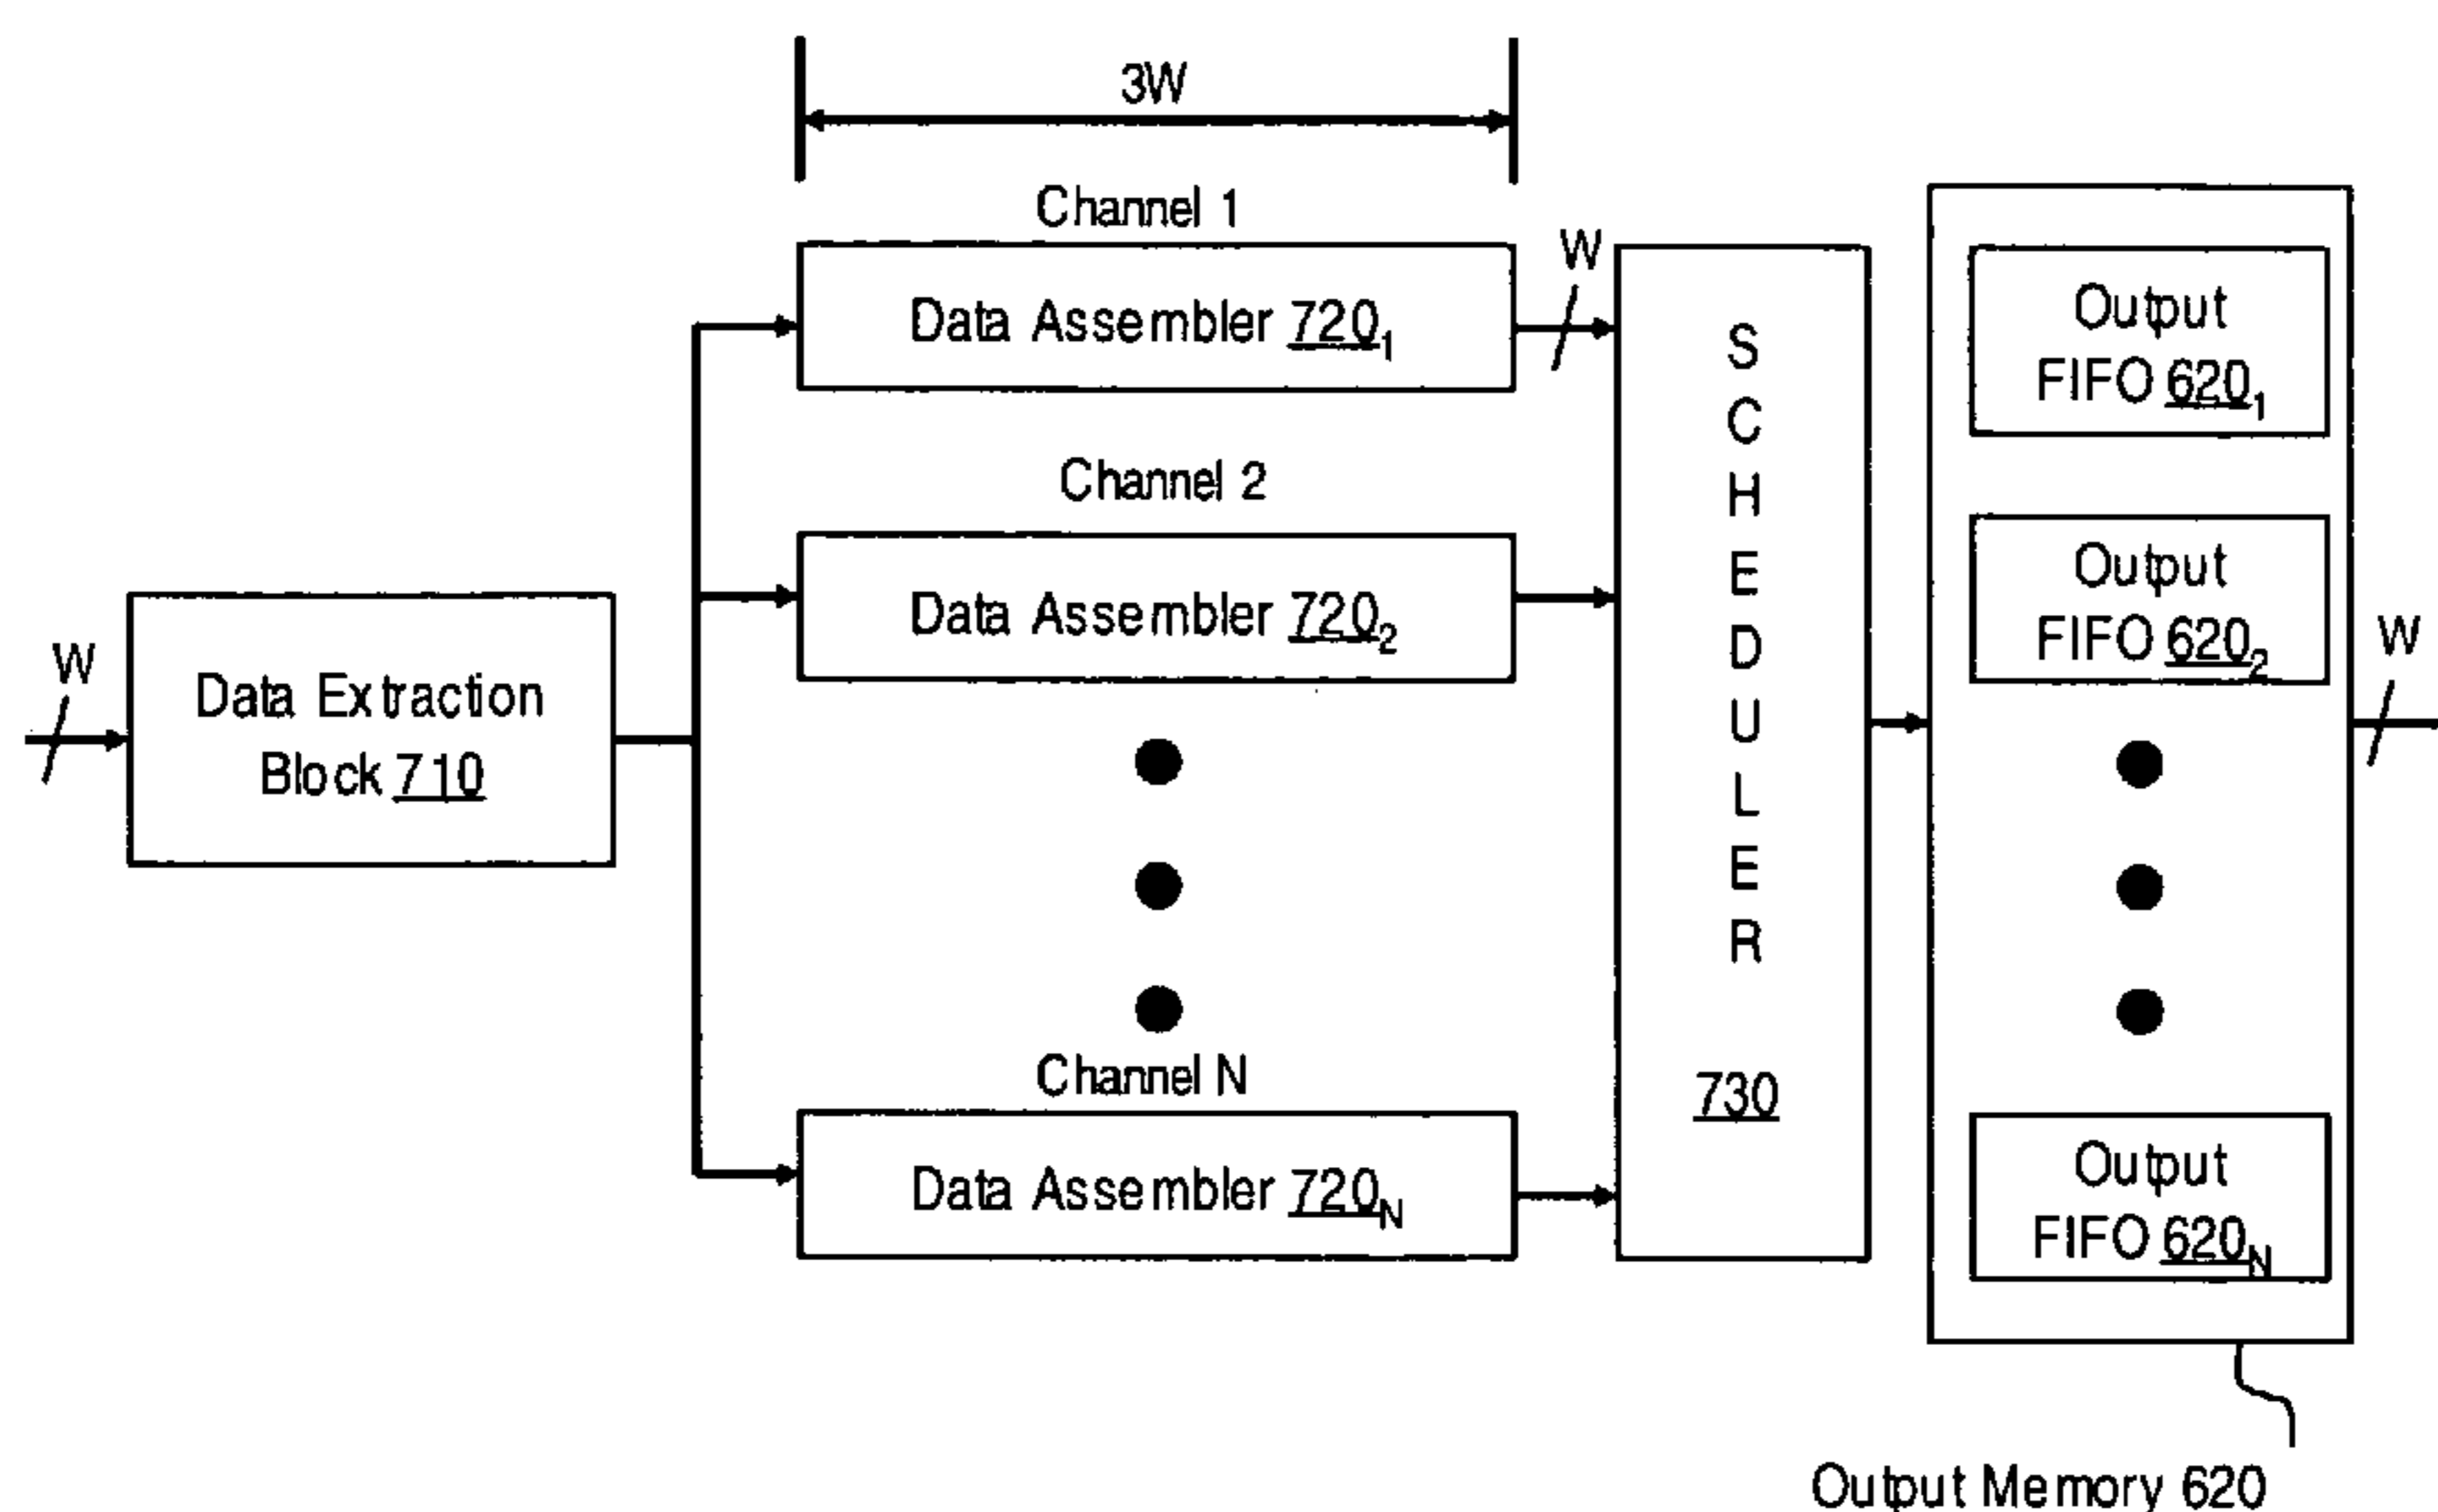 3W
Channel 1
W
Data Assembler 720₁
Channel 2
Data Assembler 720₂
W
Data Extraction
Block 710
Channel N
Data Assembler 720N
SCHEDULER
730
Output
FIFO 620₁
Output
FIFO 620₂
W
Output
FIFO 620N
Output Memory 620